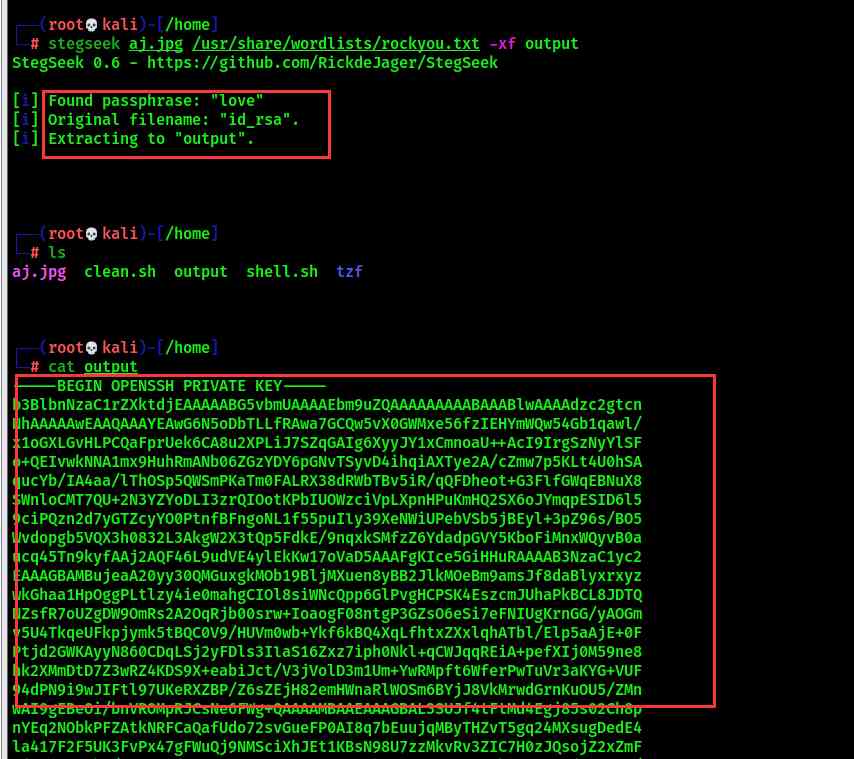 (root💀kali)-[/home]
# stegseek aj.jpg /usr/share/wordlists/rockyou.txt -xf output
StegSeek 0.6 - https://github.com/RickdeJager/StegSeek
[i] Found passphrase: "love"
[i] Original filename: "id_rsa".
[i] Extracting to "output".
(root💀kali)-[/home]
# ls
aj.jpg clean.sh output shell.sh tzf
(root💀kali)-[/home]
# cat output
-----BEGIN OPENSSH PRIVATE KEY-----
b3BlbnNzaC1rZXktdjEAAAAABG5vbmUAAAAEbm9uZQAAAAAAAAABAAABlwAAAAdzc2gtcn
NhAAAAAwEAAQAAAYEAwG6N5oDbTLLfRAwa7GCQw5vX0GWMxe56fzIEHYmWQw54Gb1qawl/
x1oGXLGvHLPCQaFprUek6CA8u2XPLiJ7SZqGAIg6XyyJY1xCmnoaU++AcI9IrgSzNyYlSF
o+QEIvwkNNA1mx9HuhRmANb06ZGzYDY6pGNvTSyvD4ihqiAXTye2A/cZmw7p5KLt4U0hSA
qucYb/IA4aa/lThOSp5QWSmPKaTm0FALRX38dRWbTBv5iR/qQFDheot+G3FlfGWqEBNuX8
SWnloCMT7QU+2N3YZYoDLI3zrQIOotKPbIUOWzciVpLXpnHPuKmHQ2SX6oJYmqpESID6l5
9ciPQzn2d7yGTZcyYO0PtnfBFngoNL1f55puIly39XeNWiUPebVSb5jBEyl+3pZ96s/BO5
Wvdopgb5VQX3h0832L3AkgW2X3tQp5FdkE/9nqxkSMfzZ6YdadpGVY5KboFiMnxWQyvB0a
ucq45Tn9kyfAAj2AQF46L9udVE4ylEkKw17oVaD5AAAFgKIce5GiHHuRAAAAB3NzaC1yc2
EAAAGBAMBujeaA20yy30QMGuxgkMOb19BljMXuen8yBB2JlkMOeBm9amsJf8daBlyxrxyz
wkGhaa1HpOggPLtlzy4ie0mahgCIOl8siWNcQpp6GlPvgHCPSK4EszcmJUhaPkBCL8JDTQ
NZsfR7oUZgDW9OmRs2A2OqRjb00srw+IoaogF08ntgP3GZsO6eSi7eFNIUgKrnGG/yAOGm
v5U4TkqeUFkpjymk5tBQC0V9/HUVm0wb+Ykf6kBQ4XqLfhtxZXxlqhATbl/Elp5aAjE+0F
Ptjd2GWKAyyN860CDqLSj2yFDls3IlaS16Zxz7iph0Nkl+qCWJqqREiA+pefXIj0M59ne8
hk2XMmDtD7Z3wRZ4KDS9X+eabiJct/V3jVolD3m1Um+YwRMpft6WferPwTuVr3aKYG+VUF
94dPN9i9wJIFtl97UKeRXZBP/Z6sZEjH82emHWnaRlWOSm6BYjJ8VkMrwdGrnKuOU5/ZMn
nYEq2NObkPFZAtkNRFCaQafUdo72svGueFP0AI8q7bEuujqMByTHZvT5gq24MXsugDedE4
la417F2F5UK3FvPx47gFWuQj9NMSciXhJEt1KBsN98U7zzMkvRv3ZIC7H0zJQsojZ2xZmF